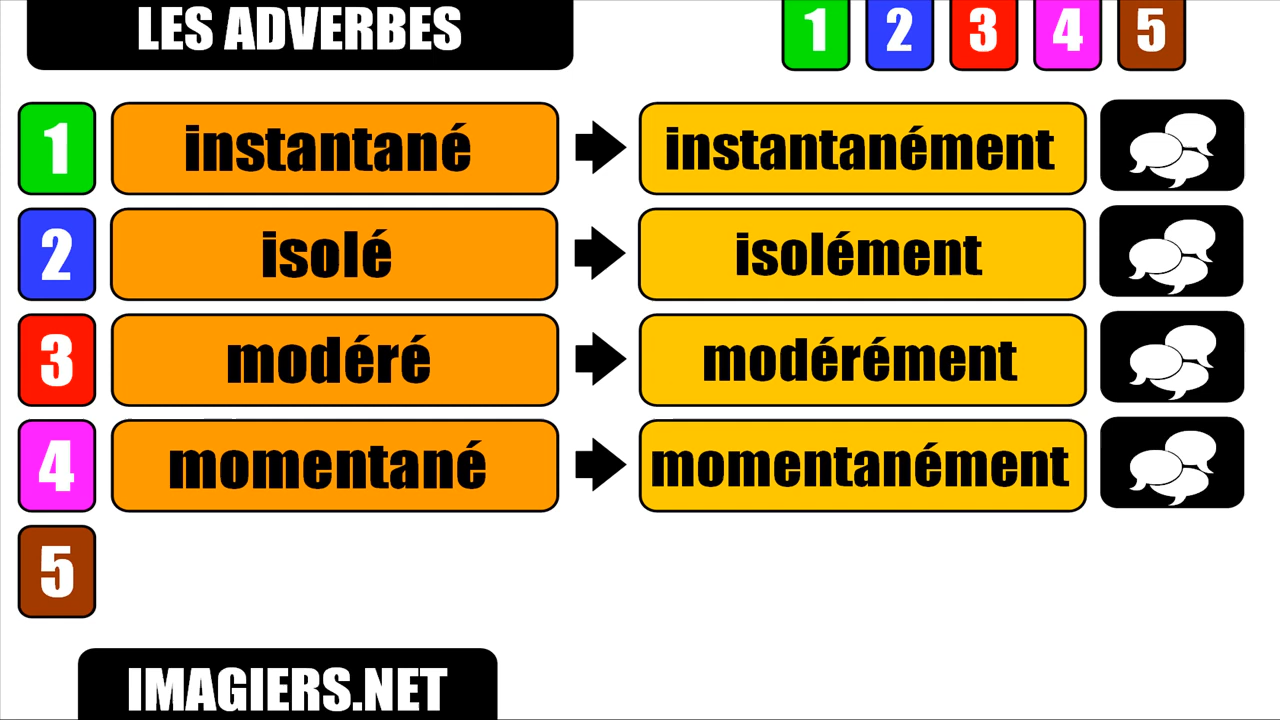 LES ADVERBES 1 2 3 4 5
1 instantané instantanément
2 isolé isolément
3 modéré modérément
4 momentané momentanément
5
IMAGIERS.NET